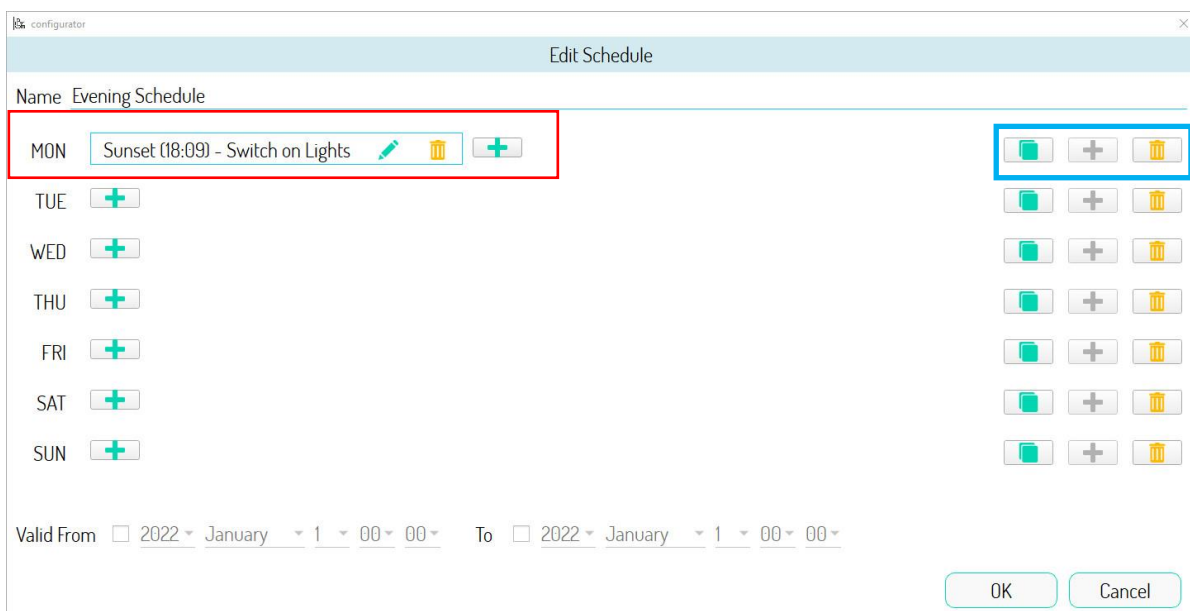 configurator
Edit Schedule
Name Evening Schedule
MON Sunset (18:09) - Switch on Lights
TUE
WED
THU
FRI
SAT
SUN
Valid From 2022 January 1 00 00 To 2022 January 1 00 00
OK Cancel